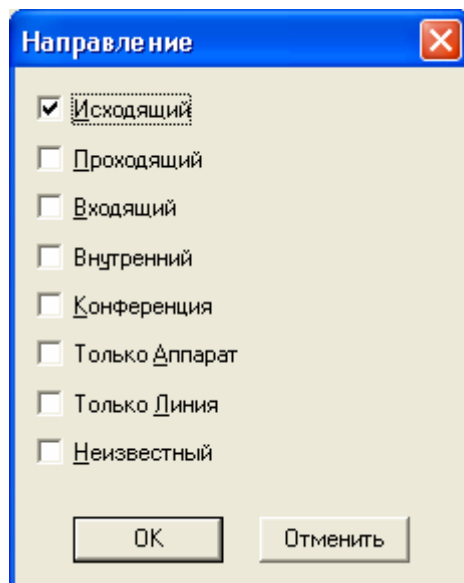 Направление
Исходящий
Проходящий
Входящий
Внутренний
Конференция
Только Аппарат
Только Линия
Неизвестный
OK
Отменить